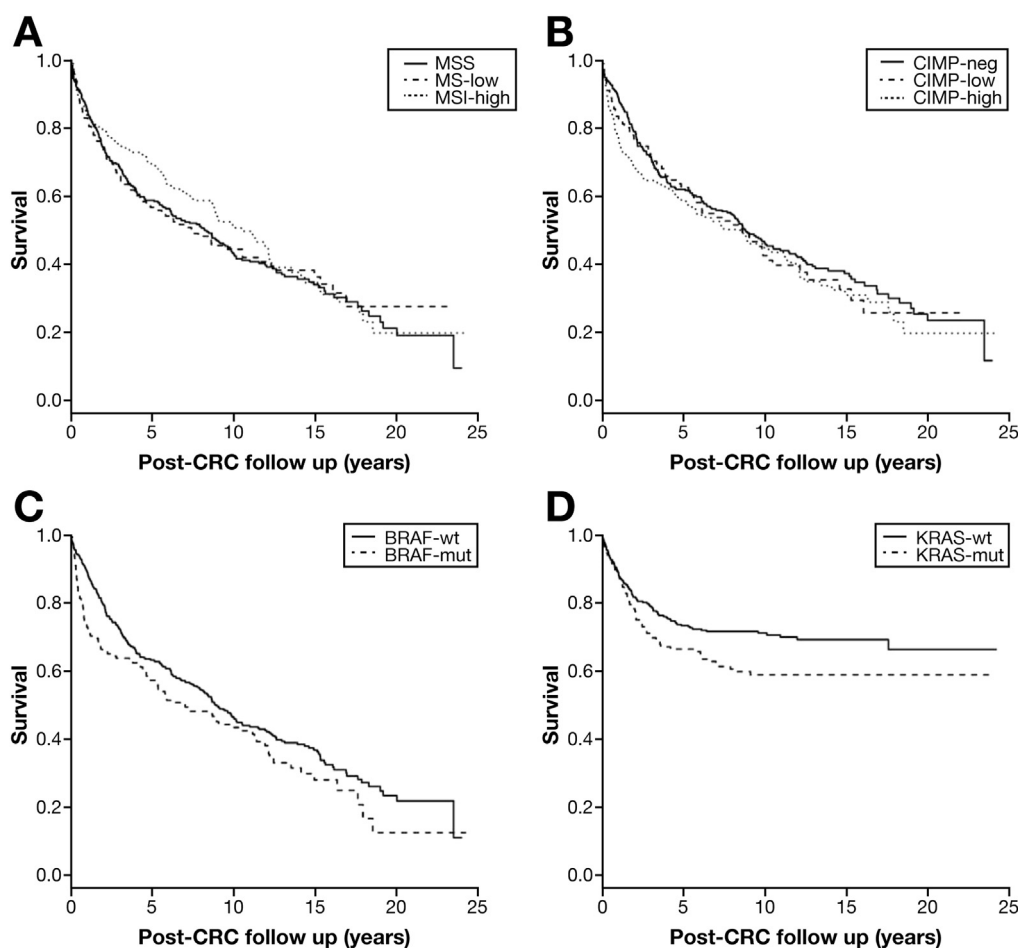 A
MSS
MS-low
MSI-high
1.0
0.8
0.6
0.4
0.2
0.0
Survival
0 5 10 15 20 25
Post-CRC follow up (years)
B
CIMP-neg
CIMP-low
CIMP-high
1.0
0.8
0.6
0.4
0.2
0.0
Survival
0 5 10 15 20 25
Post-CRC follow up (years)
C
BRAF-wt
BRAF-mut
1.0
0.8
0.6
0.4
0.2
0.0
Survival
0 5 10 15 20 25
Post-CRC follow up (years)
D
KRAS-wt
KRAS-mut
1.0
0.8
0.6
0.4
0.2
0.0
Survival
0 5 10 15 20 25
Post-CRC follow up (years)